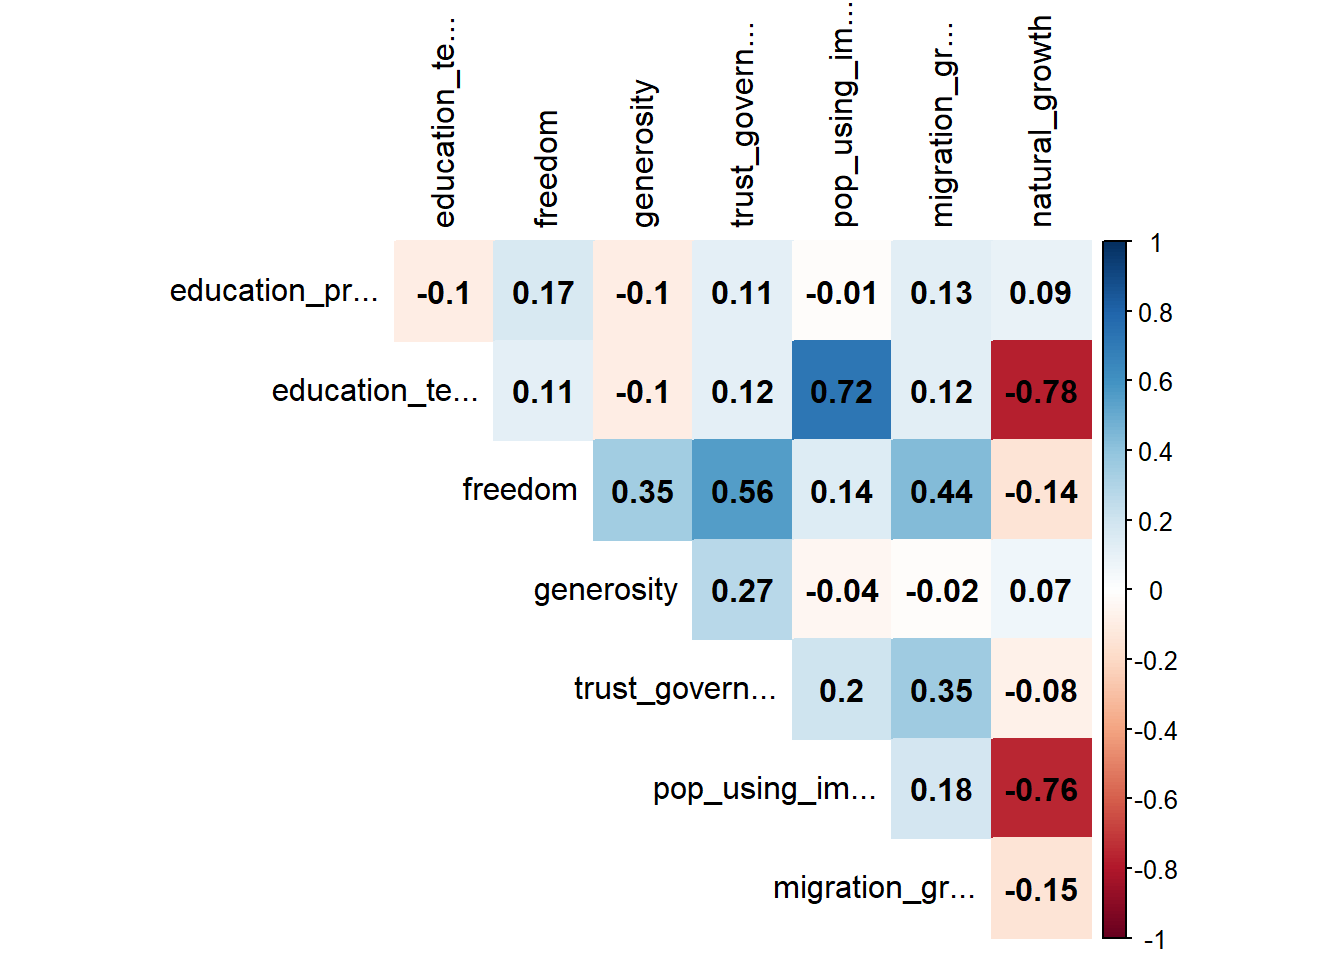 education_te...
freedom
generosity
trust_govern...
pop_using_im...
migration_gr...
natural_growth
education_pr... -0.1 0.17 -0.1 0.11 -0.01 0.13 0.09
education_te... 0.11 -0.1 0.12 0.72 0.12 -0.78
freedom 0.35 0.56 0.14 0.44 -0.14
generosity 0.27 -0.04 -0.02 0.07
trust_govern... 0.2 0.35 -0.08
pop_using_im... 0.18 -0.76
migration_gr... -0.15
1
0.8
0.6
0.4
0.2
0
-0.2
-0.4
-0.6
-0.8
-1